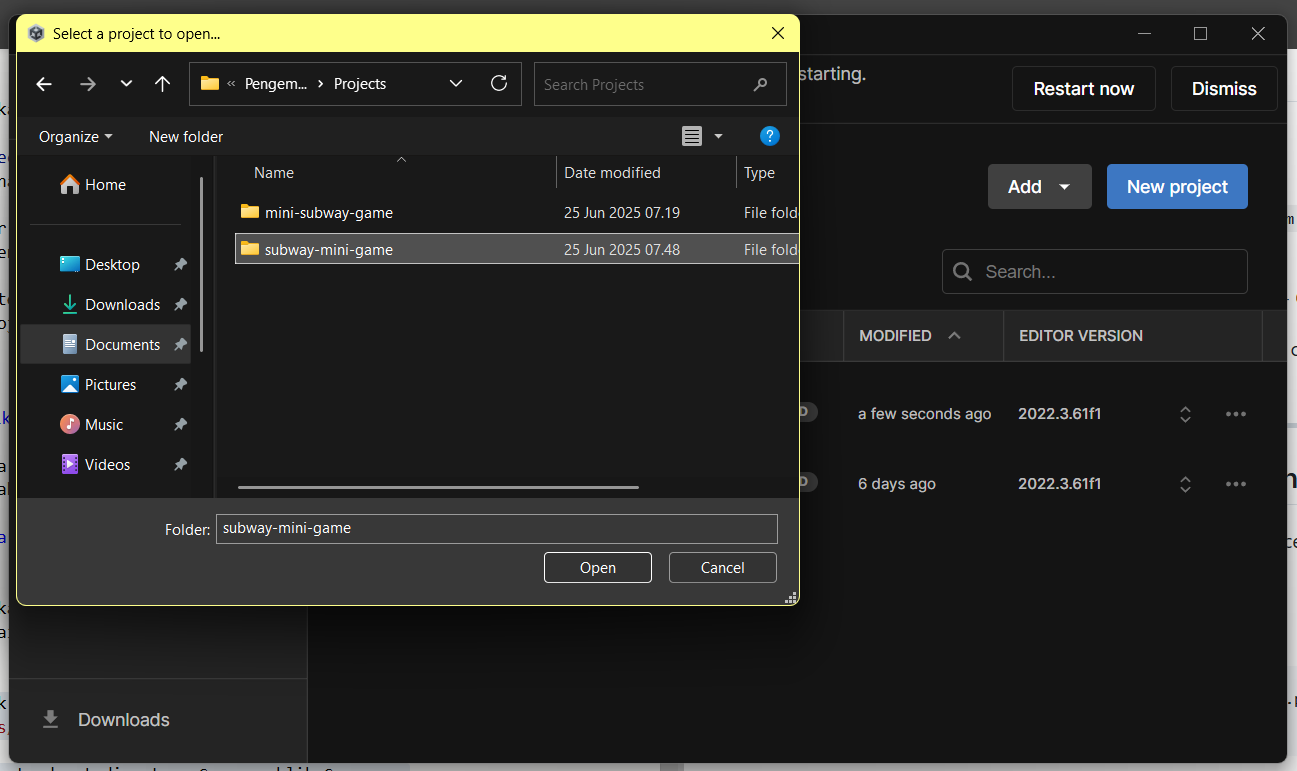 Select a project to open...
starting.
Restart now
Dismiss
« Pengem... › Projects
Search Projects
Organize
New folder
?
Add
New project
Home
Desktop
Downloads
Documents
Pictures
Music
Videos
Name
Date modified
Type
mini-subway-game 25 Jun 2025 07.19 File fold
subway-mini-game 25 Jun 2025 07.48 File fold
Folder: subway-mini-game
Open
Cancel
Search...
MODIFIED
EDITOR VERSION
D a few seconds ago 2022.3.61f1
D 6 days ago 2022.3.61f1
Downloads